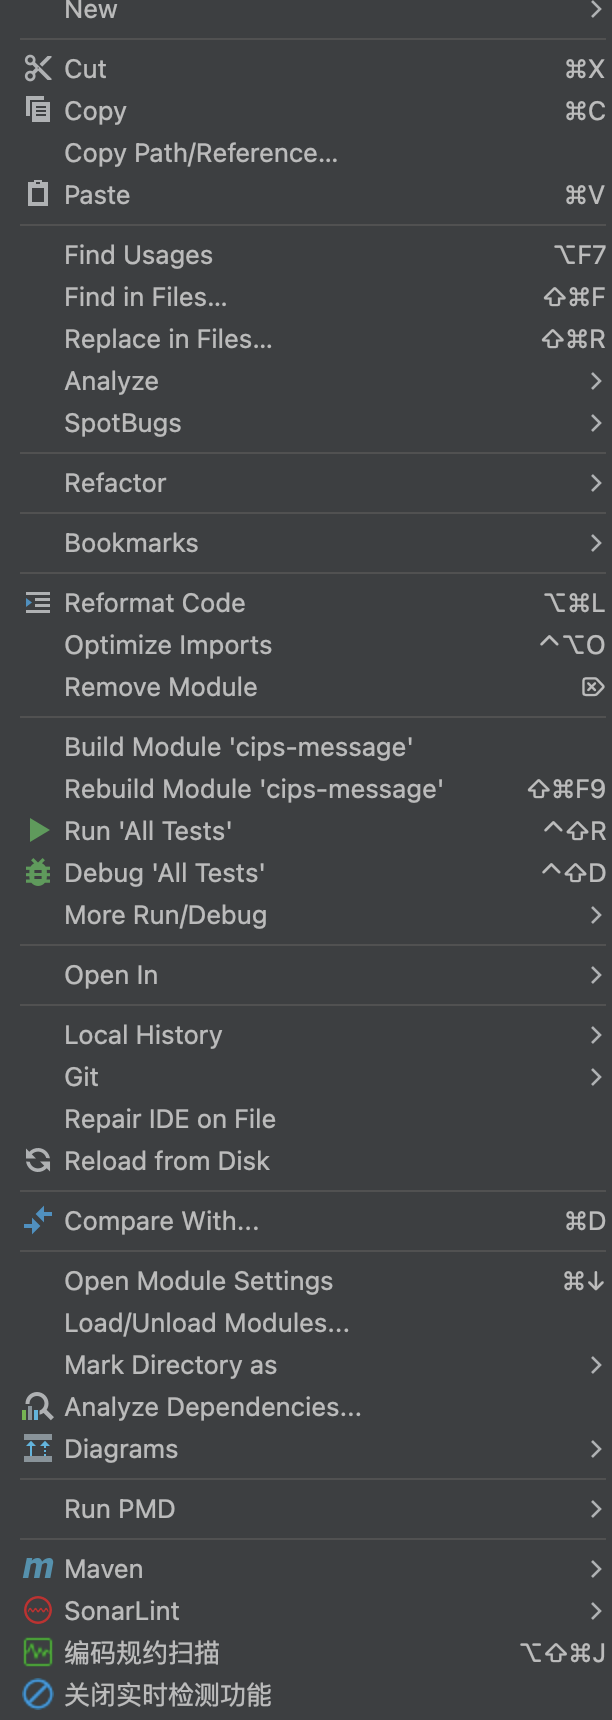 New
Cut ⌘X
Copy ⌘C
Copy Path/Reference...
Paste ⌘V
Find Usages ⌥F7
Find in Files... ⇧⌘F
Replace in Files... ⇧⌘R
Analyze
SpotBugs
Refactor
Bookmarks
Reformat Code ⌥⌘L
Optimize Imports ^⌥O
Remove Module ⌦
Build Module 'cips-message'
Rebuild Module 'cips-message' ⇧⌘F9
Run 'All Tests' ^⇧R
Debug 'All Tests' ^⇧D
More Run/Debug
Open In
Local History
Git
Repair IDE on File
Reload from Disk
Compare With... ⌘D
Open Module Settings ⌘↓
Load/Unload Modules...
Mark Directory as
Analyze Dependencies...
Diagrams
Run PMD
m Maven
SonarLint
编码规约扫描 ⌥⇧⌘J
关闭实时检测功能